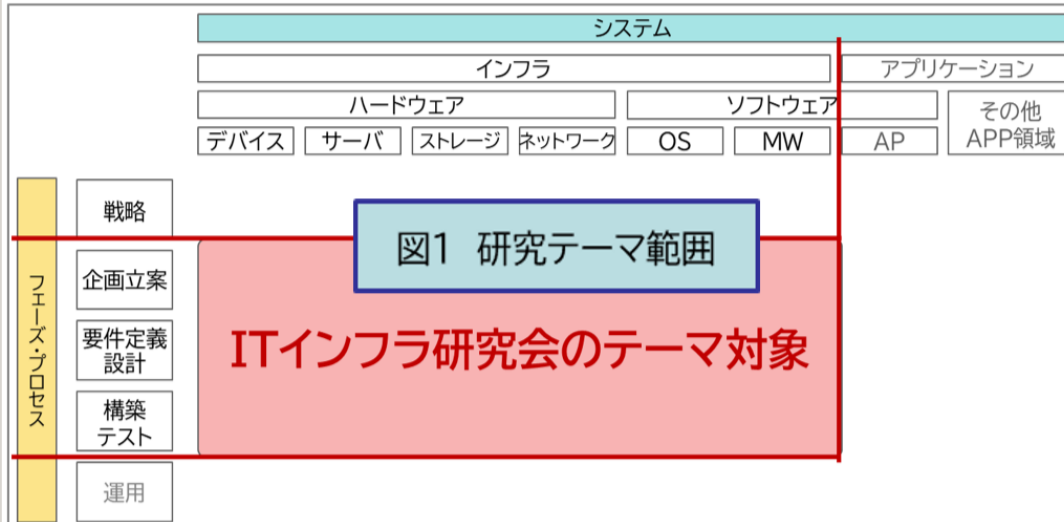 システム
インフラ
アプリケーション
ハードウェア
ソフトウェア
その他
APP領域
デバイス
サーバ
ストレージ
ネットワーク
OS
MW
AP
フェーズ・プロセス
戦略
企画立案
要件定義
設計
構築
テスト
運用
図1 研究テーマ範囲
ITインフラ研究会のテーマ対象